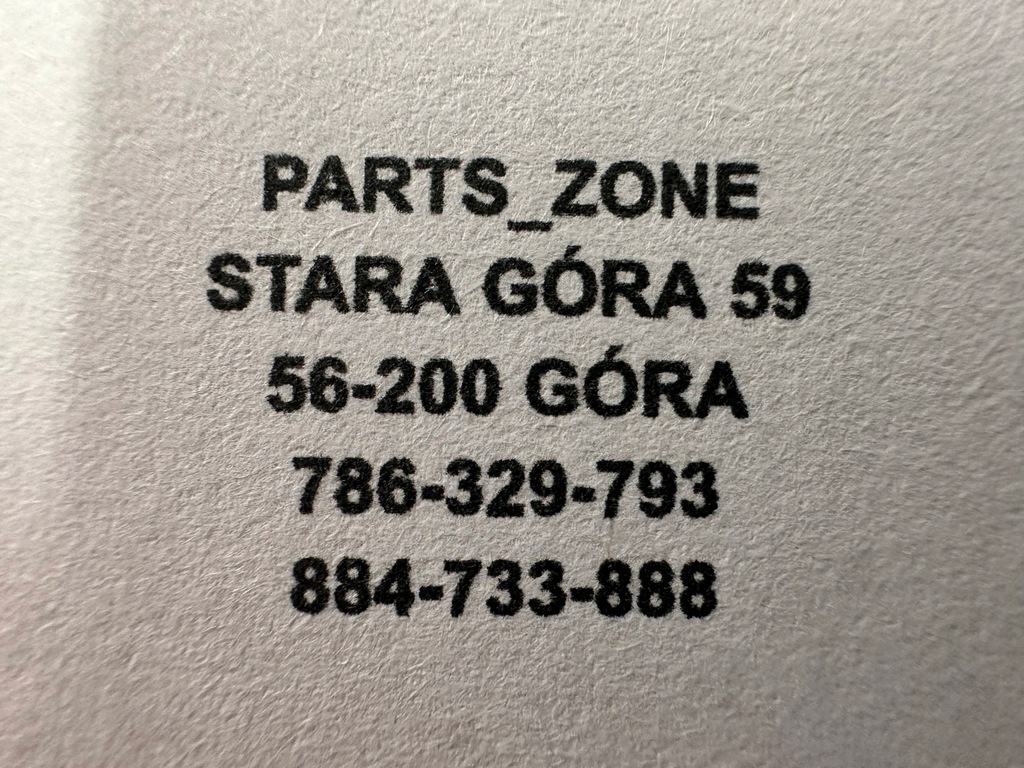 PARTS_ZONE
STARA GÓRA 59
56-200 GÓRA
786-329-793
884-733-888